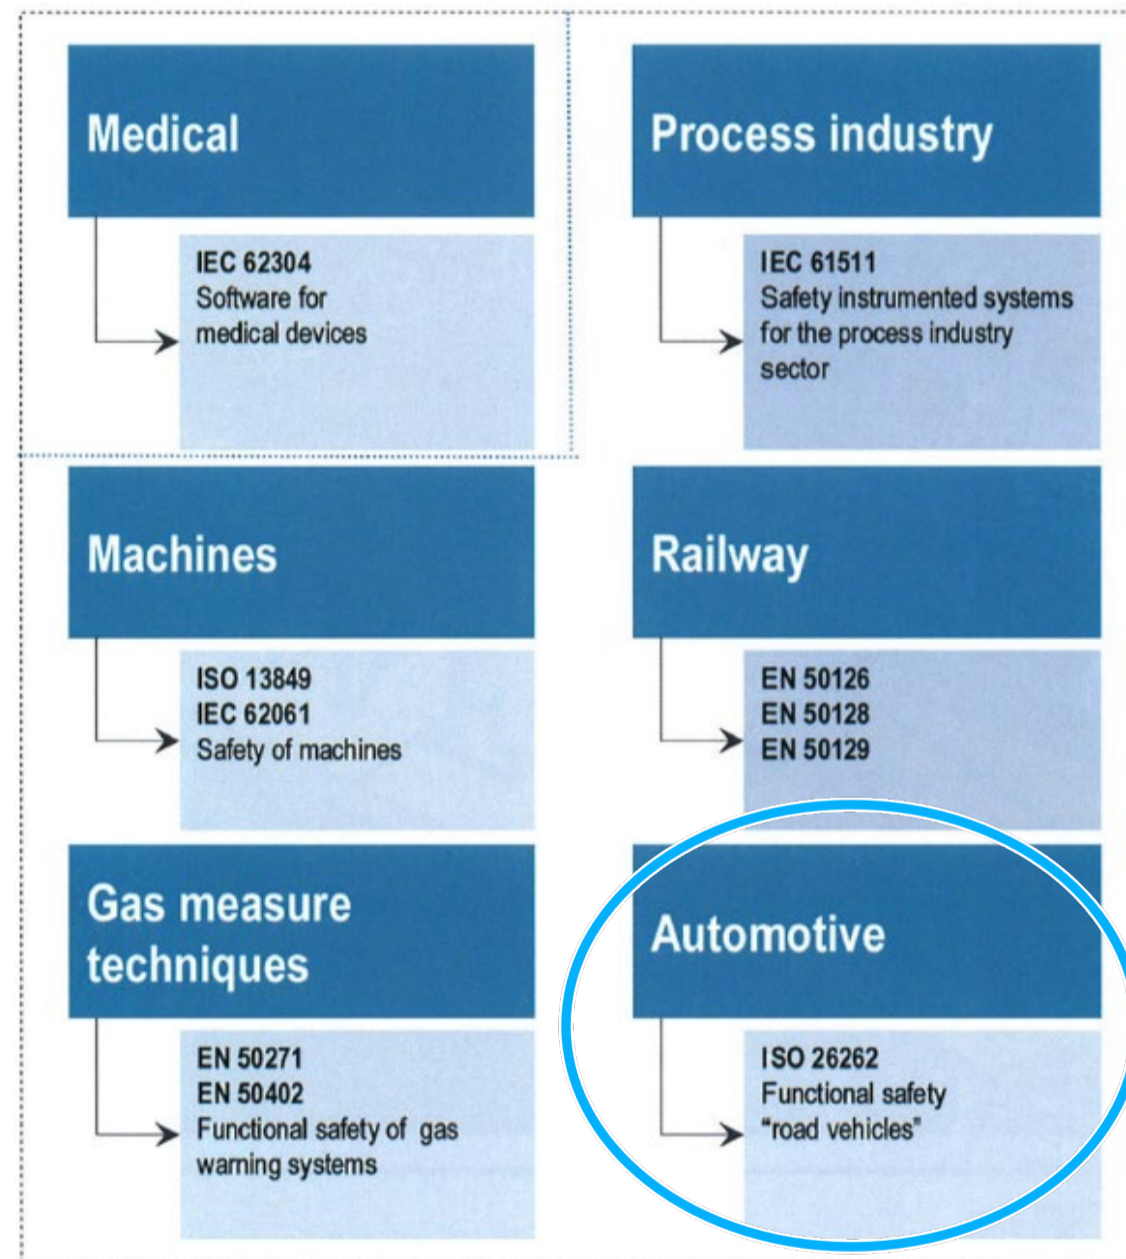 Medical
IEC 62304
Software for
medical devices
Process industry
IEC 61511
Safety instrumented systems
for the process industry
sector
Machines
ISO 13849
IEC 62061
Safety of machines
Railway
EN 50126
EN 50128
EN 50129
Gas measure
techniques
EN 50271
EN 50402
Functional safety of gas
warning systems
Automotive
ISO 26262
Functional safety
"road vehicles"